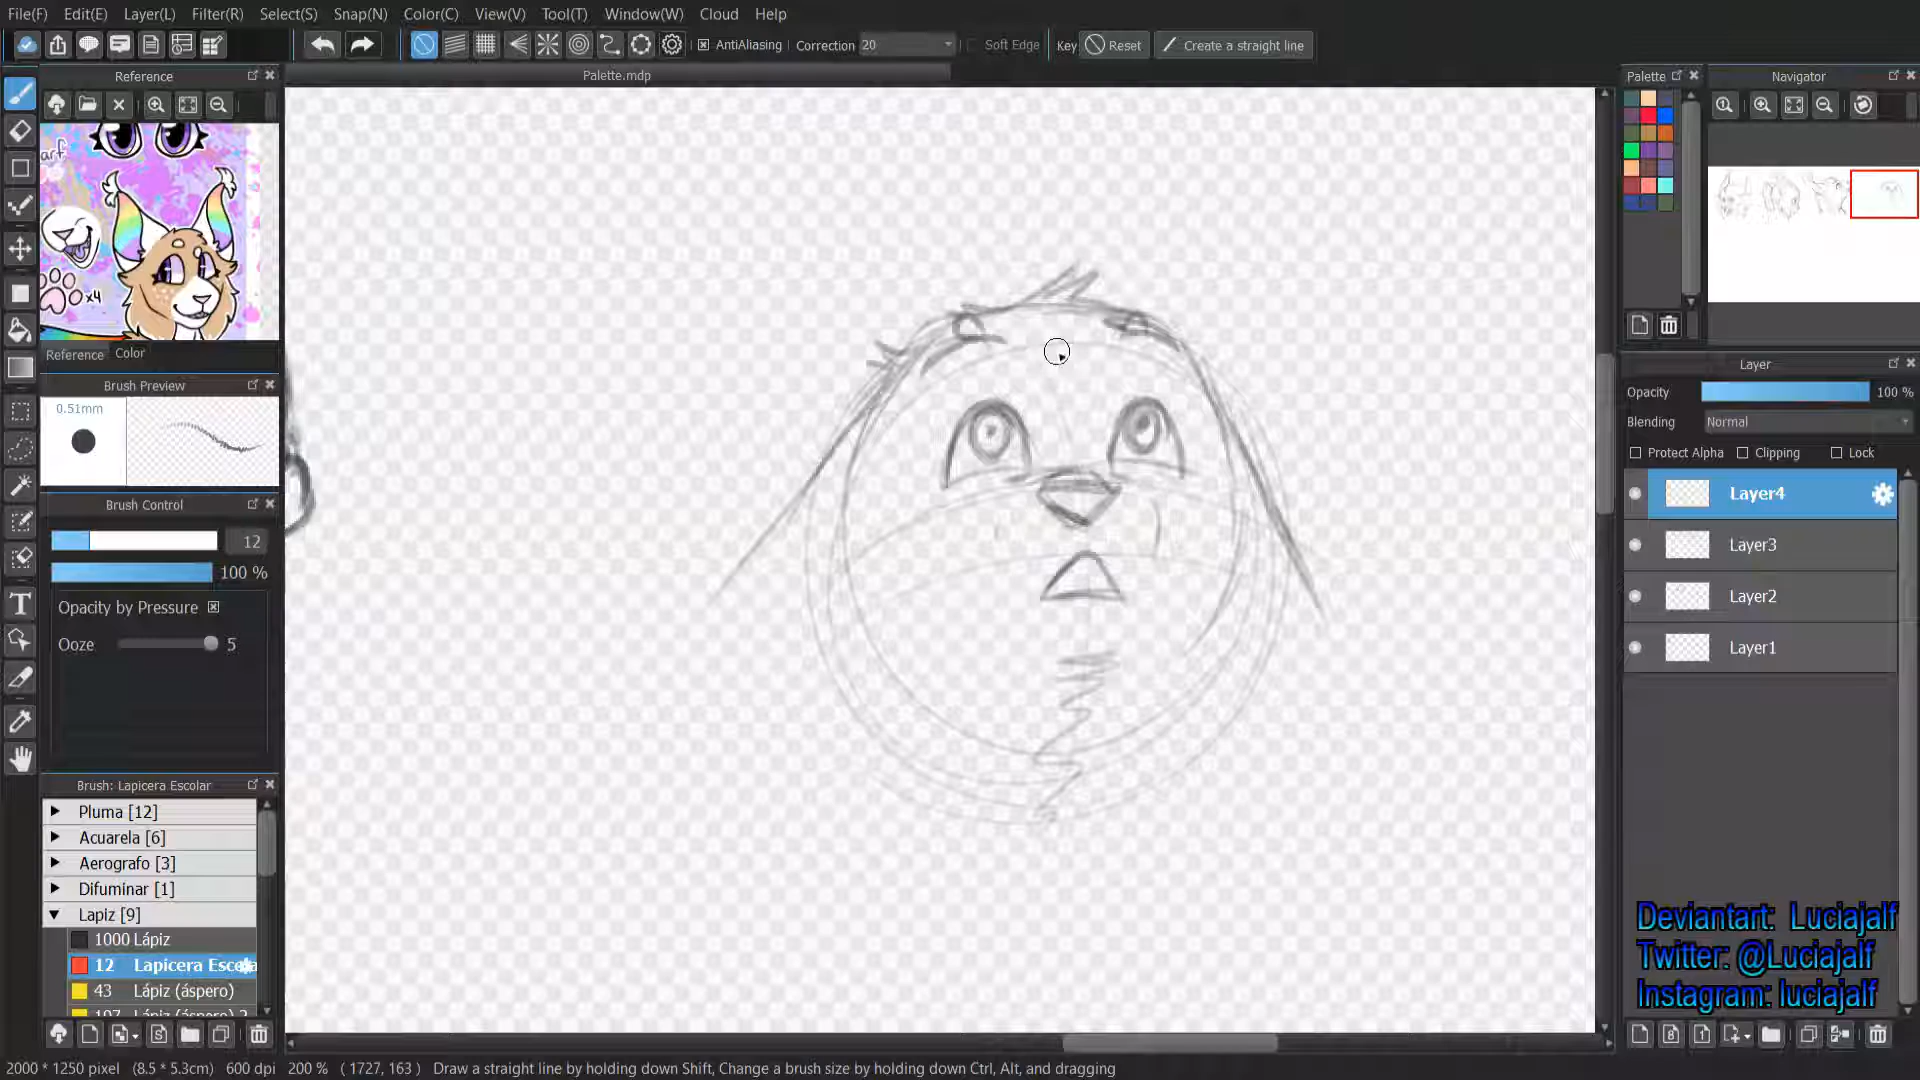 File(F) Edit(E) Layer(L) Filter(R) Select(S) Snap(N) Color(C) View(V) Tool(T) Window(W) Cloud Help
AntiAliasing Correction 20 Soft Edge Key Reset Create a straight line
Reference
Palette.mdp
Palette
Navigator
arf
x4
Reference Color
Brush Preview
0.51mm
Brush Control
12
100 %
Opacity by Pressure
Ooze 5
Brush: Lapicera Escolar
Pluma [12]
Acuarela [6]
Aerografo [3]
Difuminar [1]
Lapiz [9]
1000 Lápiz
12 Lapicera Esco
43 Lápiz (áspero)
Layer
Opacity 100 %
Blending Normal
Protect Alpha Clipping Lock
Layer4
Layer3
Layer2
Layer1
Deviantart: Luciajalf
Twitter: @Luciajalf
Instagram: luciajalf
2000 * 1250 pixel (8.5 * 5.3cm) 600 dpi 200 % ( 1727, 163 ) Draw a straight line by holding down Shift, Change a brush size by holding down Ctrl, Alt, and dragging